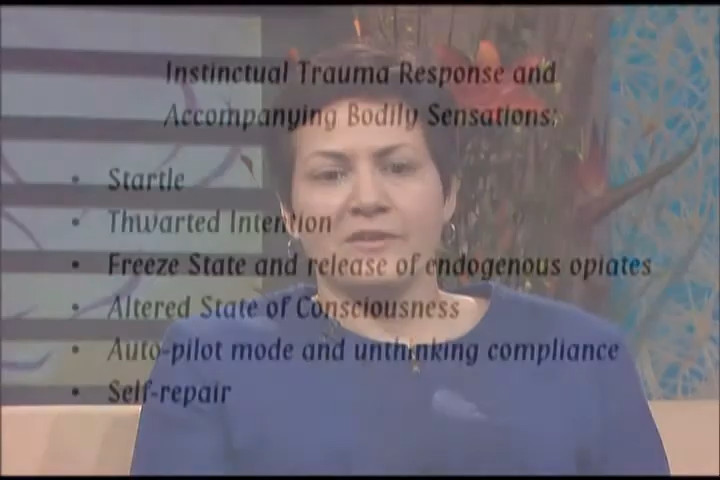 Instinctual Trauma Response and
Accompanying Bodily Sensations:
• Startle
• Thwarted Intention
• Freeze State and release of endogenous opiates
• Altered State of Consciousness
• Auto-pilot mode and unthinking compliance
• Self-repair